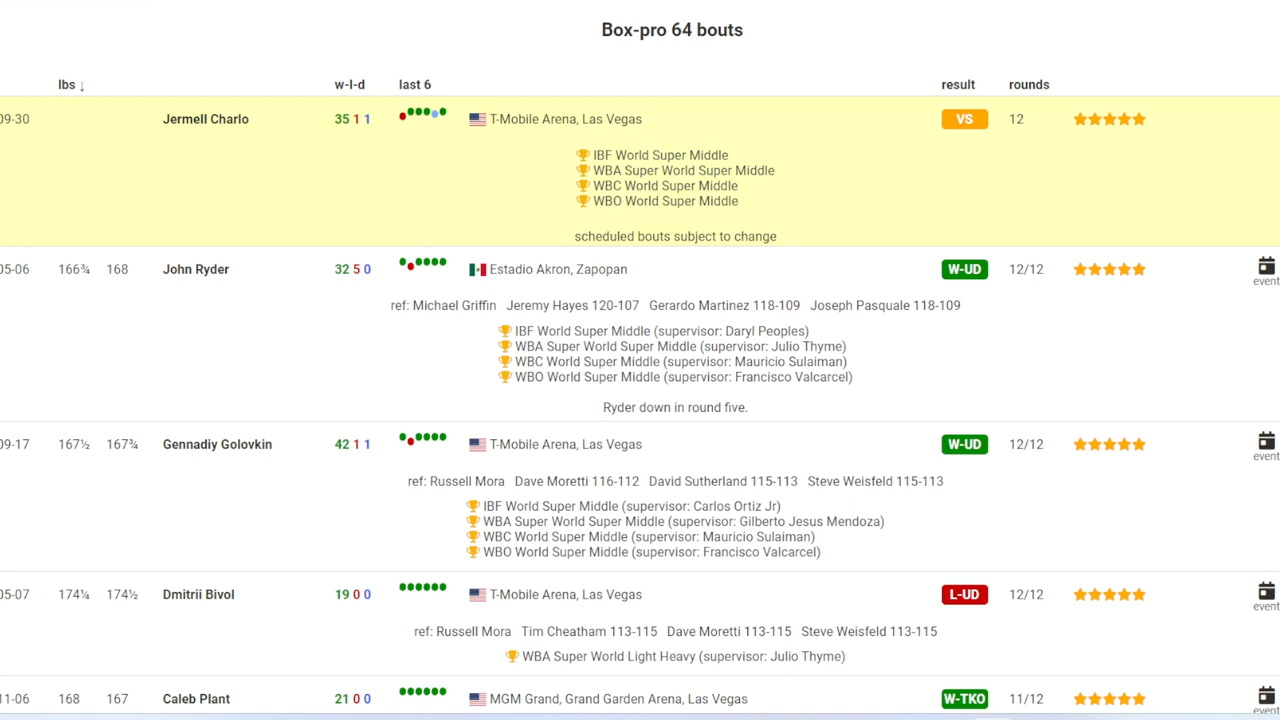 Box-pro 64 bouts
lbs ↓ w-l-d last 6 result rounds
09-30 Jermell Charlo 35 1 1 T-Mobile Arena, Las Vegas VS 12
IBF World Super Middle
WBA Super World Super Middle
WBC World Super Middle
WBO World Super Middle
scheduled bouts subject to change
05-06 166¾ 168 John Ryder 32 5 0 Estadio Akron, Zapopan W-UD 12/12
event
ref: Michael Griffin Jeremy Hayes 120-107 Gerardo Martinez 118-109 Joseph Pasquale 118-109
IBF World Super Middle (supervisor: Daryl Peoples)
WBA Super World Super Middle (supervisor: Julio Thyme)
WBC World Super Middle (supervisor: Mauricio Sulaiman)
WBO World Super Middle (supervisor: Francisco Valcarcel)
Ryder down in round five.
09-17 167½ 167¾ Gennadiy Golovkin 42 1 1 T-Mobile Arena, Las Vegas W-UD 12/12
event
ref: Russell Mora Dave Moretti 116-112 David Sutherland 115-113 Steve Weisfeld 115-113
IBF World Super Middle (supervisor: Carlos Ortiz Jr)
WBA Super World Super Middle (supervisor: Gilberto Jesus Mendoza)
WBC World Super Middle (supervisor: Mauricio Sulaiman)
WBO World Super Middle (supervisor: Francisco Valcarcel)
05-07 174¼ 174½ Dmitrii Bivol 19 0 0 T-Mobile Arena, Las Vegas L-UD 12/12
event
ref: Russell Mora Tim Cheatham 113-115 Dave Moretti 113-115 Steve Weisfeld 113-115
WBA Super World Light Heavy (supervisor: Julio Thyme)
11-06 168 167 Caleb Plant 21 0 0 MGM Grand, Grand Garden Arena, Las Vegas W-TKO 11/12
event